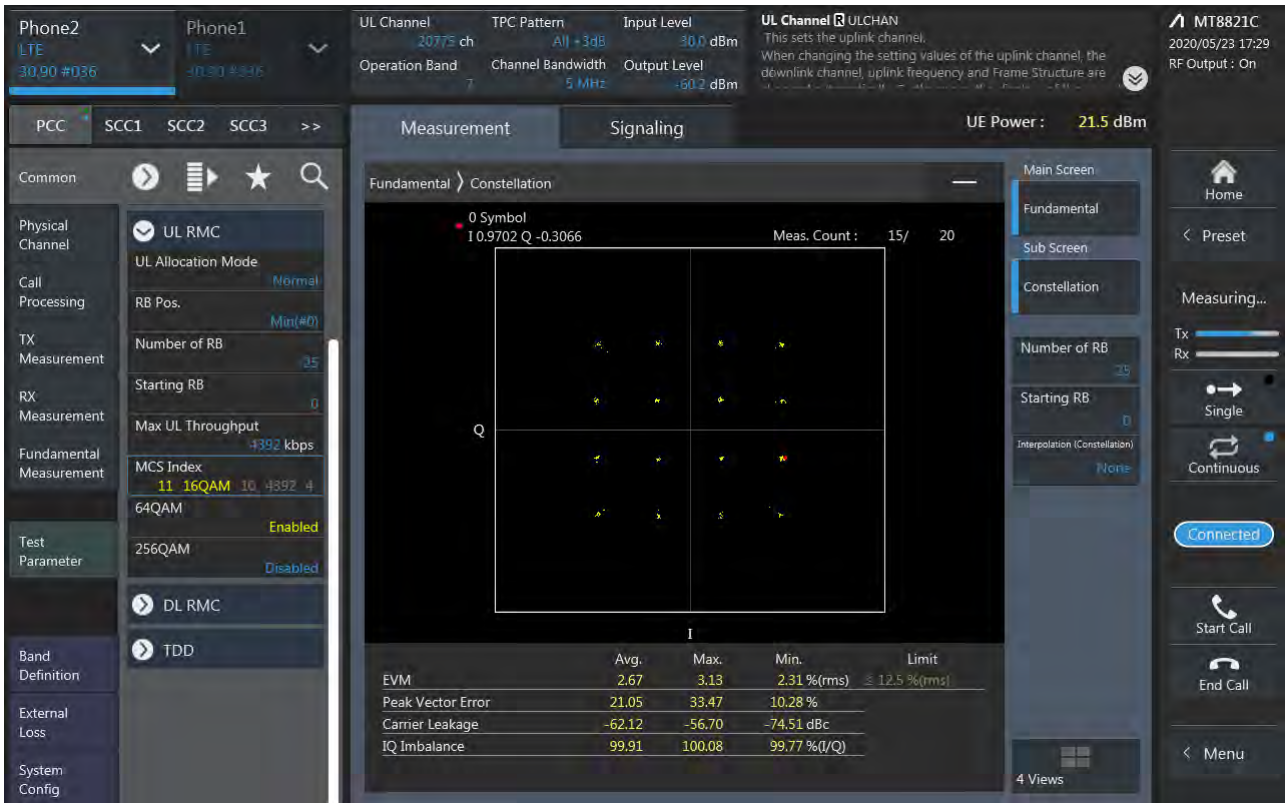 Phone2
LTE
30.90 #036
Phone1
LTE
UL Channel
20775 ch
Operation Band
7
TPC Pattern
All +3dB
Channel Bandwidth
5 MHz
Input Level
30.0 dBm
Output Level
-60.2 dBm
UL Channel R ULCHAN
This sets the uplink channel.
When changing the setting values of the uplink channel, the
downlink channel, uplink frequency and Frame Structure are
MT8821C
2020/05/23 17:29
RF Output : On
PCC SCC1 SCC2 SCC3 >>
Measurement
Signaling
UE Power : 21.5 dBm
Common
Physical
Channel
Call
Processing
TX
Measurement
RX
Measurement
Fundamental
Measurement
Test
Parameter
Band
Definition
External
Loss
System
Config
UL RMC
UL Allocation Mode
Normal
RB Pos.
Min(#0)
Number of RB
25
Starting RB
0
Max UL Throughput
4392 kbps
MCS Index
11 16QAM 10 4392 4
64QAM
Enabled
256QAM
Disabled
DL RMC
TDD
Fundamental > Constellation
0 Symbol
I 0.9702 Q -0.3066
Meas. Count : 15/ 20
Q
I
Avg. Max. Min. Limit
EVM 2.67 3.13 2.31 %(rms) ≤ 12.5 %(rms)
Peak Vector Error 21.05 33.47 10.28 %
Carrier Leakage -62.12 -56.70 -74.51 dBc
IQ Imbalance 99.91 100.08 99.77 %(I/Q)
Main Screen
Fundamental
Sub Screen
Constellation
Number of RB
25
Starting RB
0
Interpolation (Constellation)
None
4 Views
Home
< Preset
Measuring...
Tx
Rx
Single
Continuous
Connected
Start Call
End Call
< Menu